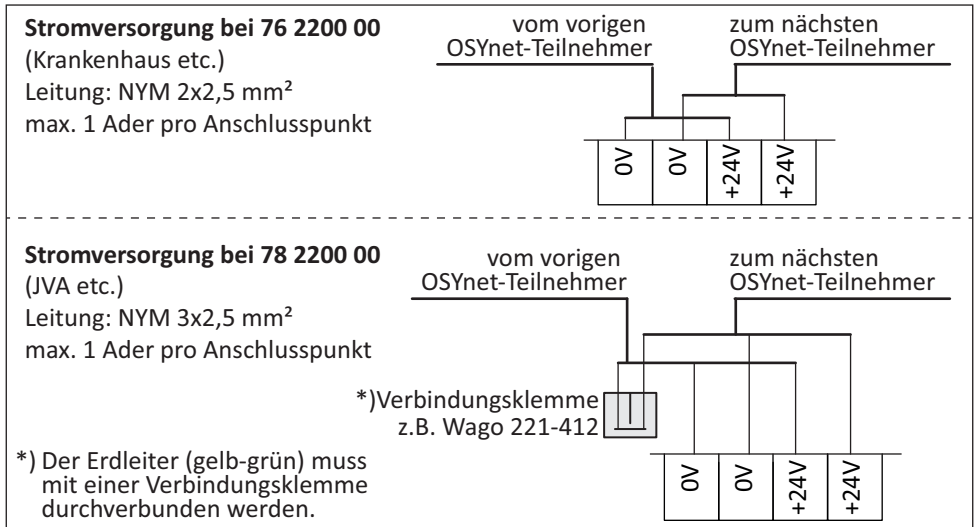 Stromversorgung bei 76 2200 00
(Krankenhaus etc.)
Leitung: NYM 2x2,5 mm²
max. 1 Ader pro Anschlusspunkt
vom vorigen
OSYnet-Teilnehmer
zum nächsten
OSYnet-Teilnehmer
0V
0V
+24V
+24V
Stromversorgung bei 78 2200 00
(JVA etc.)
Leitung: NYM 3x2,5 mm²
max. 1 Ader pro Anschlusspunkt
vom vorigen
OSYnet-Teilnehmer
zum nächsten
OSYnet-Teilnehmer
*)Verbindungsklemme
z.B. Wago 221-412
*) Der Erdleiter (gelb-grün) muss
mit einer Verbindungsklemme
durchverbunden werden.
0V
0V
+24V
+24V